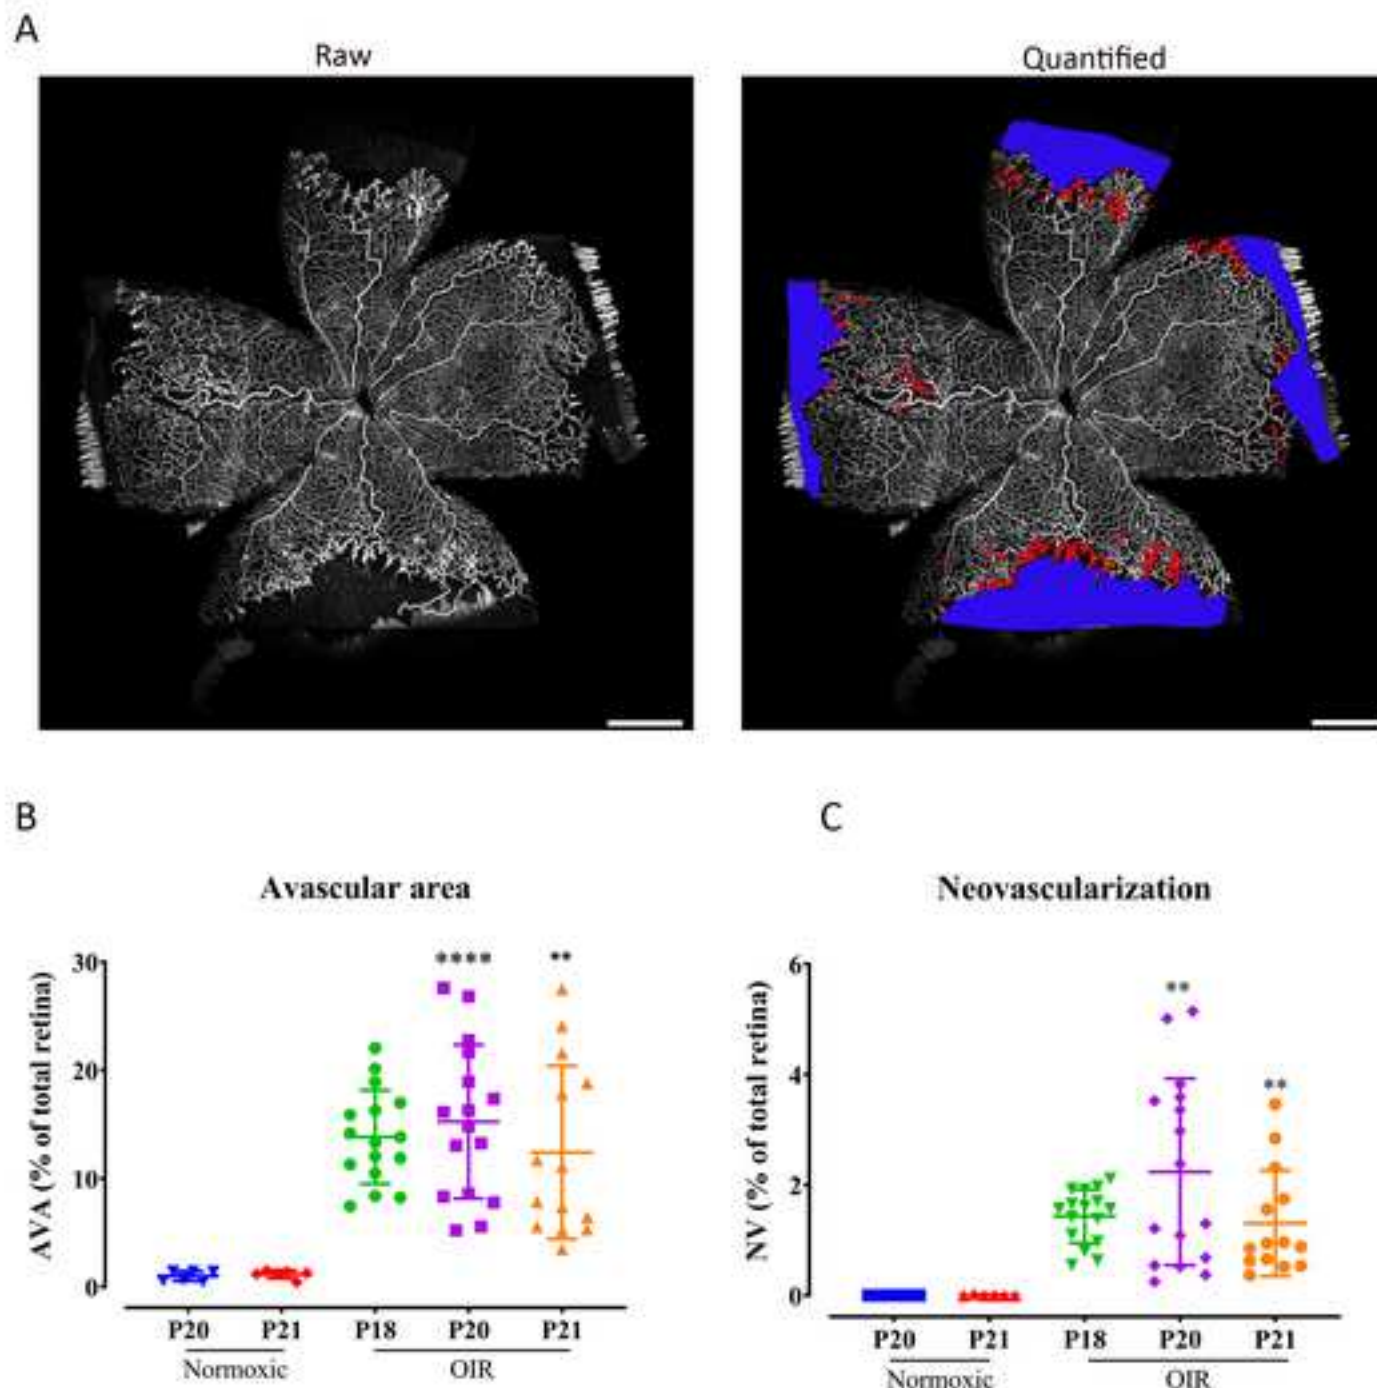 A
Raw
Quantified
B
C
Avascular area
Neovascularization
AVA (% of total retina)
30
20
10
0
****
**
P20
P21
P18
P20
P21
Normoxic
OIR
NV (% of total retina)
6
4
2
0
**
**
P20
P21
P18
P20
P21
Normoxic
OIR